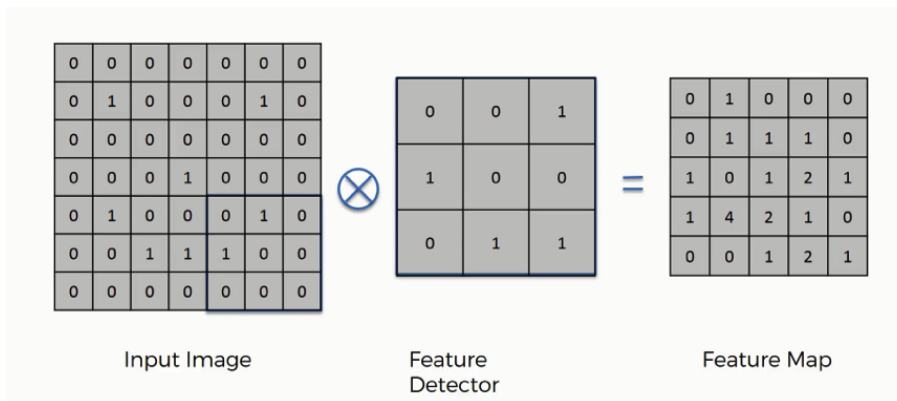 0 0 0 0 0 0 0
0 1 0 0 0 1 0
0 0 0 0 0 0 0
0 0 0 1 0 0 0
0 1 0 0 0 1 0
0 0 1 1 1 0 0
0 0 0 0 0 0 0
Input Image
0 0 1
1 0 0
0 1 1
Feature
Detector
=
0 1 0 0 0
0 1 1 1 0
1 0 1 2 1
1 4 2 1 0
0 0 1 2 1
Feature Map